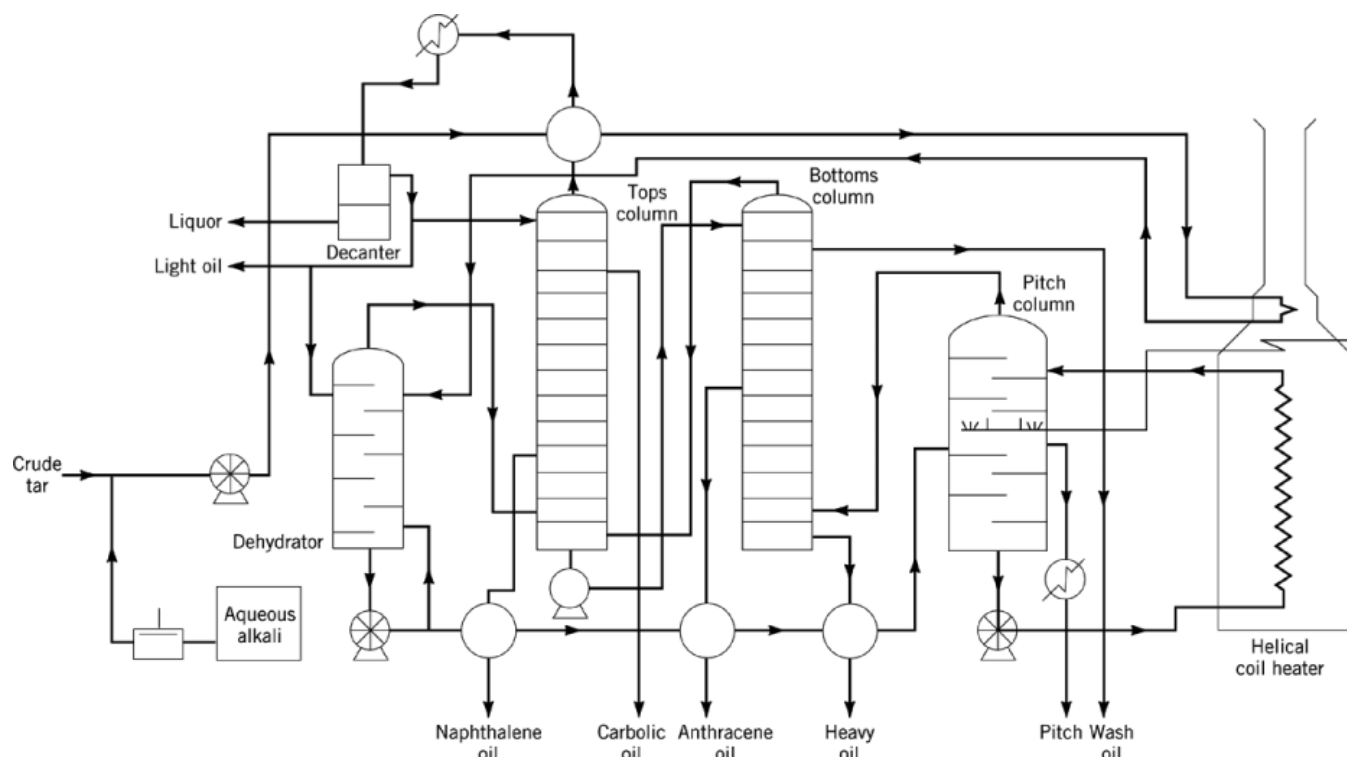 Tops
column
Bottoms
column
Liquor
Decanter
Light oil
Pitch
column
Crude
tar
Dehydrator
Aqueous
alkali
Helical
coil heater
Naphthalene
oil
Carbolic
oil
Anthracene
oil
Heavy
oil
Pitch
Wash
oil